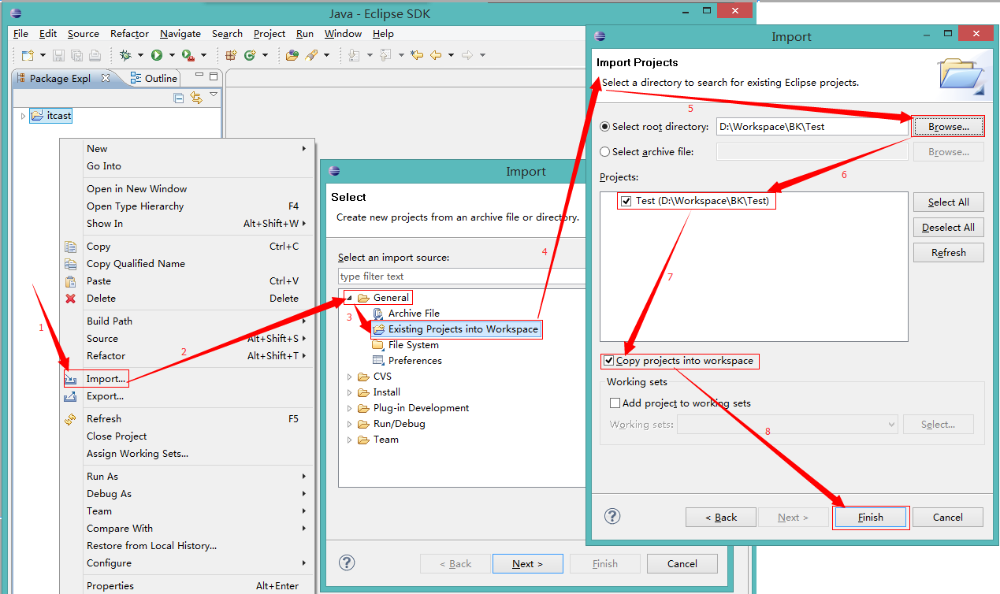 Java - Eclipse SDK
File Edit Source Refactor Navigate Search Project Run Window Help
Package Expl Outline
itcast
New
Go Into
Open in New Window
Open Type Hierarchy F4
Show In Alt+Shift+W
Copy Ctrl+C
Copy Qualified Name
Paste Ctrl+V
Delete Delete
Build Path
Source Alt+Shift+S
Refactor Alt+Shift+T
Import...
Export...
Refresh F5
Close Project
Assign Working Sets...
Run As
Debug As
Team
Compare With
Restore from Local History...
Configure
Properties Alt+Enter
1
2
Import
Select
Create new projects from an archive file or directory.
Select an import source:
type filter text
General
3
Archive File
Existing Projects into Workspace
File System
Preferences
CVS
Install
Plug-in Development
Run/Debug
Team
< Back Next > Finish Cancel
4
Import
Import Projects
Select a directory to search for existing Eclipse projects.
5
Select root directory: D:\Workspace\BK\Test Browse...
Select archive file: Browse...
6
Projects:
Test (D:\Workspace\BK\Test)
Select All
Deselect All
Refresh
7
Copy projects into workspace
Working sets
Add project to working sets
Working sets: Select...
8
< Back Next > Finish Cancel